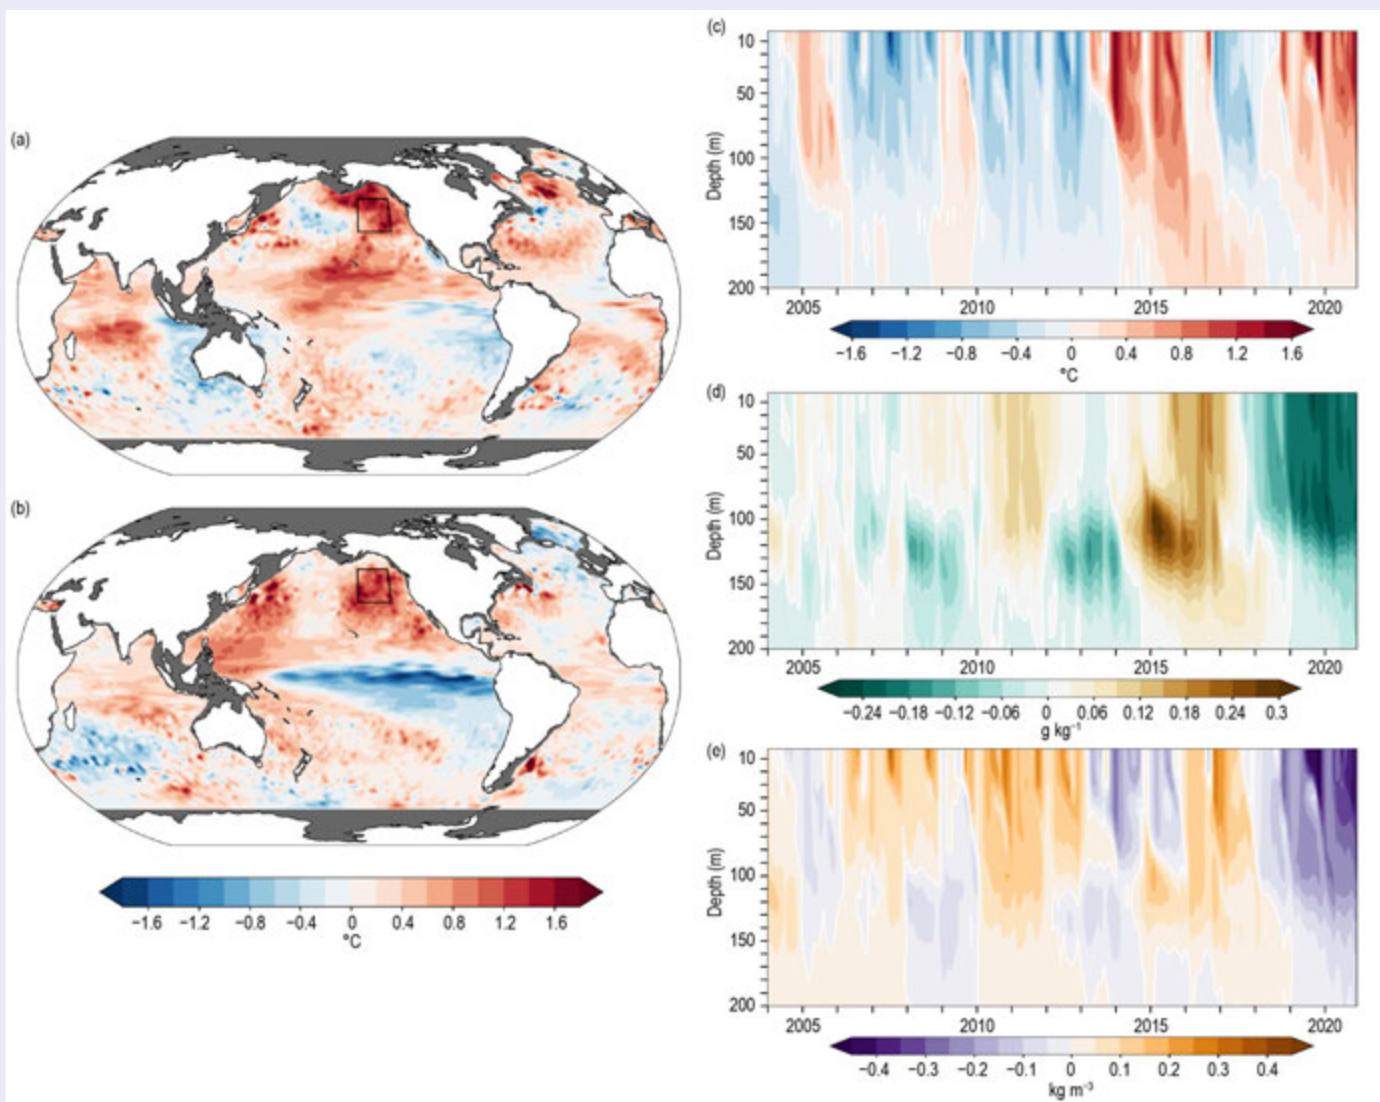 (a)
(b)
−1.6 −1.2 −0.8 −0.4 0 0.4 0.8 1.2 1.6
°C
(c)
10
50
100
150
200
Depth (m)
2005 2010 2015 2020
−1.6 −1.2 −0.8 −0.4 0 0.4 0.8 1.2 1.6
°C
(d)
10
50
100
150
200
Depth (m)
2005 2010 2015 2020
−0.24 −0.18 −0.12 −0.06 0 0.06 0.12 0.18 0.24 0.3
g kg⁻¹
(e)
10
50
100
150
200
Depth (m)
2005 2010 2015 2020
−0.4 −0.3 −0.2 −0.1 0 0.1 0.2 0.3 0.4
kg m⁻³